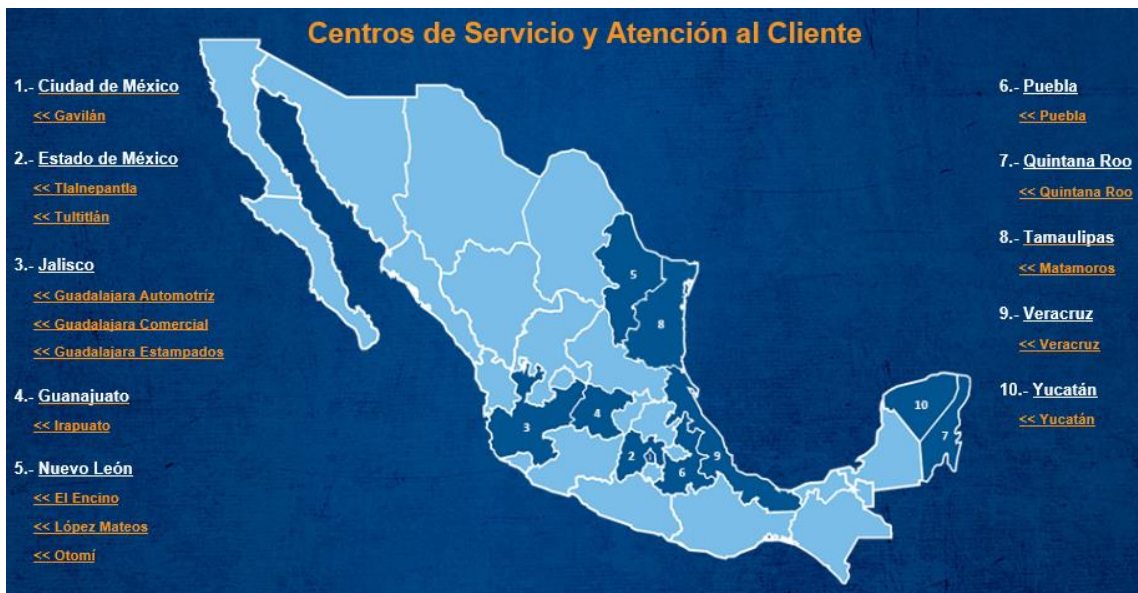 Centros de Servicio y Atención al Cliente
1.- Ciudad de México
<< Gavilán
2.- Estado de México
<< Tlalnepantla
<< Tultitlán
3.- Jalisco
<< Guadalajara Automotríz
<< Guadalajara Comercial
<< Guadalajara Estampados
4.- Guanajuato
<< Irapuato
5.- Nuevo León
<< El Encino
<< López Mateos
<< Otomí
6.- Puebla
<< Puebla
7.- Quintana Roo
<< Quintana Roo
8.- Tamaulipas
<< Matamoros
9.- Veracruz
<< Veracruz
10.- Yucatán
<< Yucatán
5
8
10
4
3
7
2
1
9
6